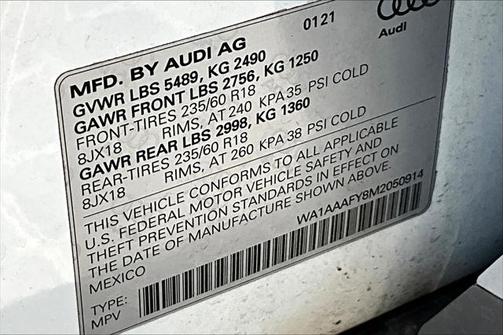 MFD. BY AUDI AG 0121
GVWR LBS 5489, KG 2490
GAWR FRONT LBS 2756, KG 1250
FRONT-TIRES 235/60 R18
8JX18 RIMS, AT 240 KPA 35 PSI COLD
GAWR REAR LBS 2998, KG 1360
REAR-TIRES 235/60 R18
8JX18 RIMS, AT 260 KPA 38 PSI COLD
THIS VEHICLE CONFORMS TO ALL APPLICABLE
U.S. FEDERAL MOTOR VEHICLE SAFETY AND
THEFT PREVENTION STANDARDS IN EFFECT ON
THE DATE OF MANUFACTURE SHOWN ABOVE.
MEXICO WA1AAAFY8M2050914
TYPE:
MPV
Audi